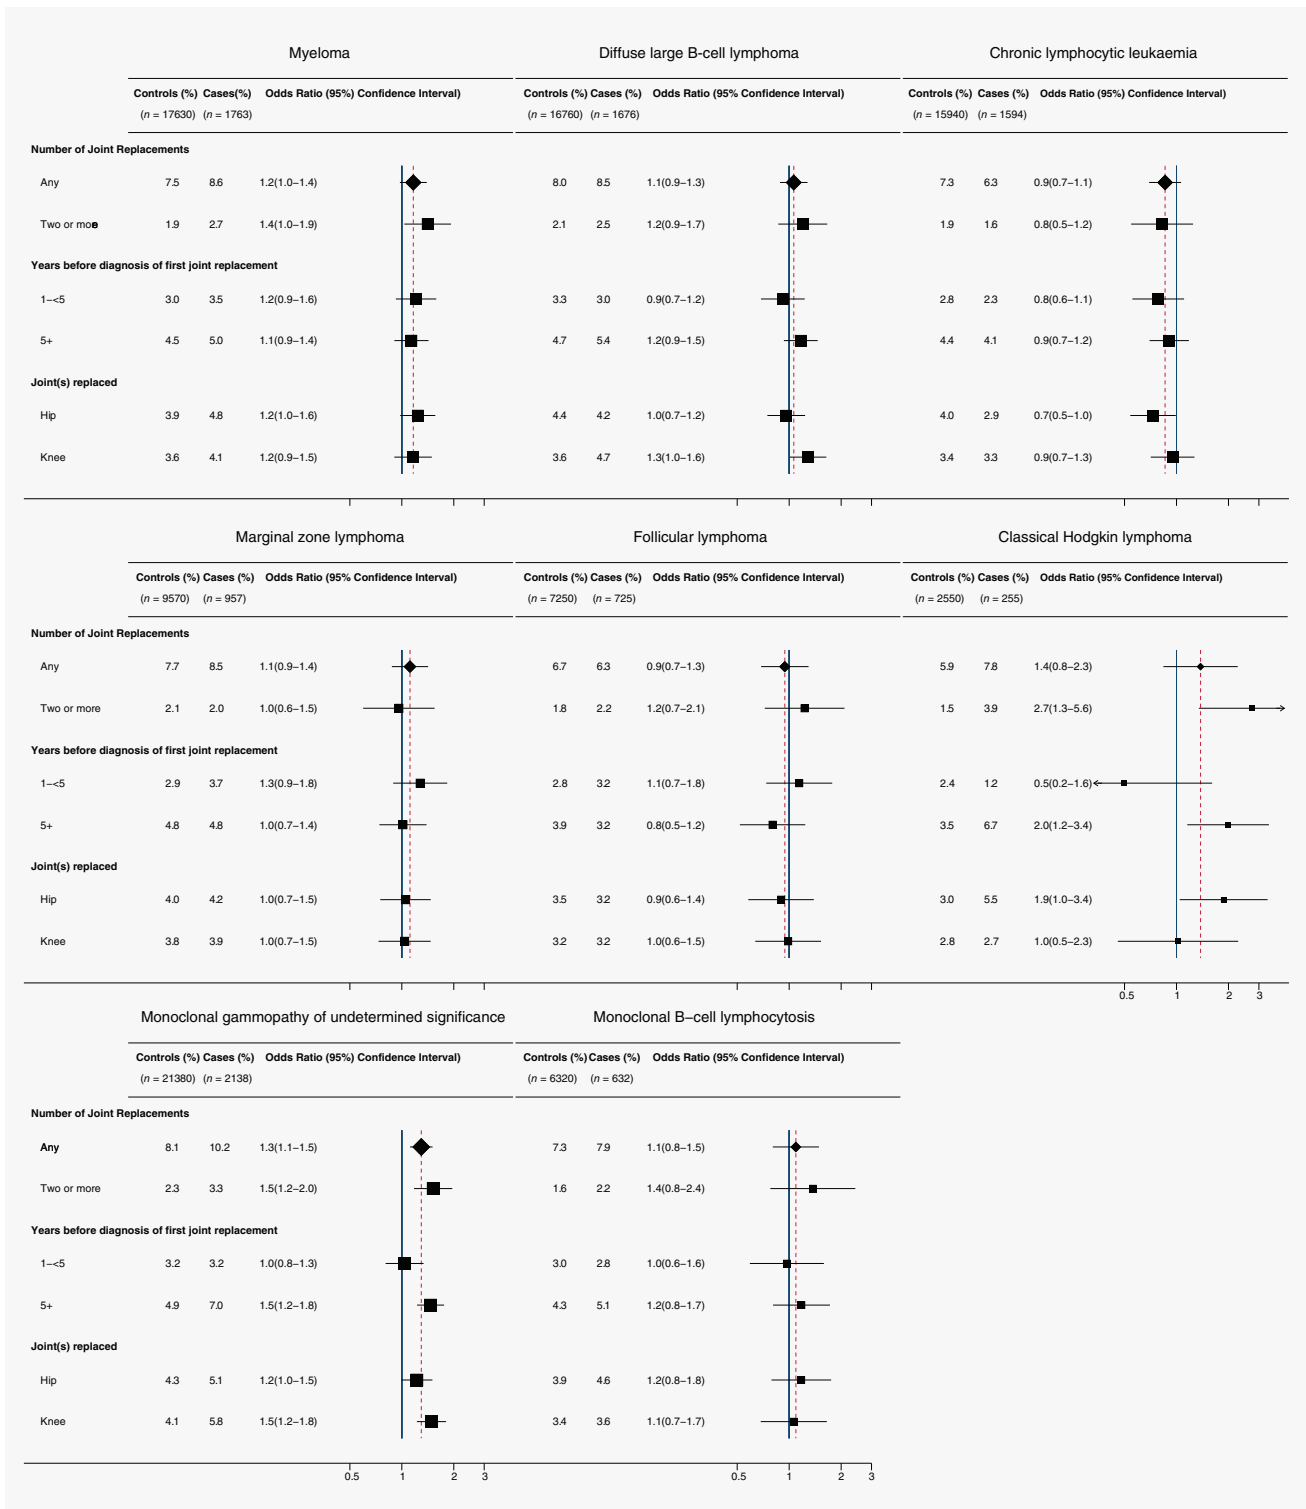 Myeloma Diffuse large B-cell lymphoma Chronic lymphocytic leukaemia
Controls (%) Cases(%) Odds Ratio (95%) Confidence Interval) Controls (%) Cases (%) Odds Ratio (95% Confidence Interval) Controls (%) Cases (%) Odds Ratio (95% Confidence Interval)
(n = 17630) (n = 1763) (n = 16760) (n = 1676) (n = 15940) (n = 1594)
Number of Joint Replacements
Any 7.5 8.6 1.2(1.0−1.4) 8.0 8.5 1.1(0.9−1.3) 7.3 6.3 0.9(0.7−1.1)
Two or more 1.9 2.7 1.4(1.0−1.9) 2.1 2.5 1.2(0.9−1.7) 1.9 1.6 0.8(0.5−1.2)
Years before diagnosis of first joint replacement
1−<5 3.0 3.5 1.2(0.9−1.6) 3.3 3.0 0.9(0.7−1.2) 2.8 2.3 0.8(0.6−1.1)
5+ 4.5 5.0 1.1(0.9−1.4) 4.7 5.4 1.2(0.9−1.5) 4.4 4.1 0.9(0.7−1.2)
Joint(s) replaced
Hip 3.9 4.8 1.2(1.0−1.6) 4.4 4.2 1.0(0.7−1.2) 4.0 2.9 0.7(0.5−1.0)
Knee 3.6 4.1 1.2(0.9−1.5) 3.6 4.7 1.3(1.0−1.6) 3.4 3.3 0.9(0.7−1.3)
Marginal zone lymphoma Follicular lymphoma Classical Hodgkin lymphoma
Controls (%) Cases (%) Odds Ratio (95% Confidence Interval) Controls (%) Cases (%) Odds Ratio (95% Confidence Interval) Controls (%) Cases (%) Odds Ratio (95% Confidence Interval)
(n = 9570) (n = 957) (n = 7250) (n = 725) (n = 2550) (n = 255)
Number of Joint Replacements
Any 7.7 8.5 1.1(0.9−1.4) 6.7 6.3 0.9(0.7−1.3) 5.9 7.8 1.4(0.8−2.3)
Two or more 2.1 2.0 1.0(0.6−1.5) 1.8 2.2 1.2(0.7−2.1) 1.5 3.9 2.7(1.3−5.6)
Years before diagnosis of first joint replacement
1−<5 2.9 3.7 1.3(0.9−1.8) 2.8 3.2 1.1(0.7−1.8) 2.4 1.2 0.5(0.2−1.6)
5+ 4.8 4.8 1.0(0.7−1.4) 3.9 3.2 0.8(0.5−1.2) 3.5 6.7 2.0(1.2−3.4)
Joint(s) replaced
Hip 4.0 4.2 1.0(0.7−1.5) 3.5 3.2 0.9(0.6−1.4) 3.0 5.5 1.9(1.0−3.4)
Knee 3.8 3.9 1.0(0.7−1.5) 3.2 3.2 1.0(0.6−1.5) 2.8 2.7 1.0(0.5−2.3)
0.5 1 2 3
Monoclonal gammopathy of undetermined significance Monoclonal B−cell lymphocytosis
Controls (%) Cases (%) Odds Ratio (95%) Confidence Interval) Controls (%) Cases (%) Odds Ratio (95% Confidence Interval)
(n = 21380) (n = 2138) (n = 6320) (n = 632)
Number of Joint Replacements
Any 8.1 10.2 1.3(1.1−1.5) 7.3 7.9 1.1(0.8−1.5)
Two or more 2.3 3.3 1.5(1.2−2.0) 1.6 2.2 1.4(0.8−2.4)
Years before diagnosis of first joint replacement
1−<5 3.2 3.2 1.0(0.8−1.3) 3.0 2.8 1.0(0.6−1.6)
5+ 4.9 7.0 1.5(1.2−1.8) 4.3 5.1 1.2(0.8−1.7)
Joint(s) replaced
Hip 4.3 5.1 1.2(1.0−1.5) 3.9 4.6 1.2(0.8−1.8)
Knee 4.1 5.8 1.5(1.2−1.8) 3.4 3.6 1.1(0.7−1.7)
0.5 1 2 3 0.5 1 2 3